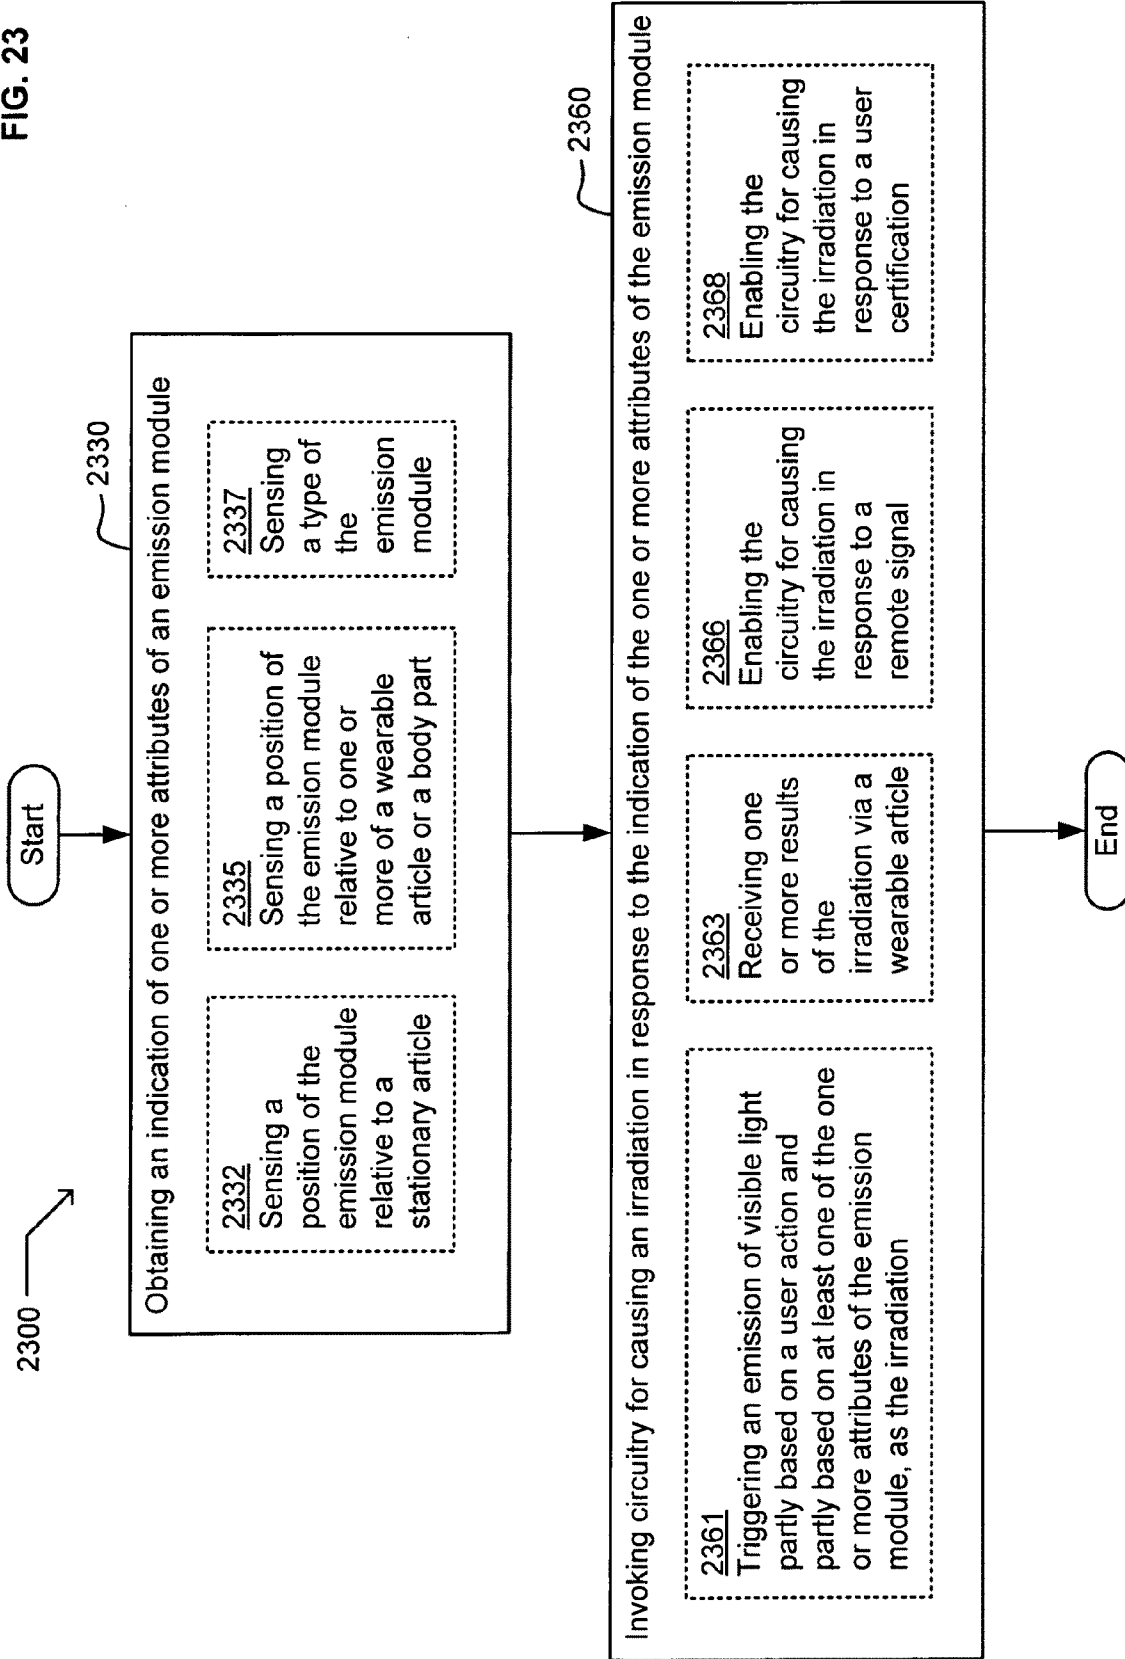 FIG. 23
2300
Start
2330
Obtaining an indication of one or more attributes of an emission module
2332
Sensing a
position of the
emission module
relative to a
stationary article
2335
Sensing a position of
the emission module
relative to one or
more of a wearable
article or a body part
2337
Sensing
a type of
the
emission
module
2360
Invoking circuitry for causing an irradiation in response to the indication of the one or more attributes of the emission module
2361
Triggering an emission of visible light
partly based on a user action and
partly based on at least one of the one
or more attributes of the emission
module, as the irradiation
2363
Receiving one
or more results
of the
irradiation via a
wearable article
2366
Enabling the
circuitry for causing
the irradiation in
response to a
remote signal
2368
Enabling the
circuitry for causing
the irradiation in
response to a user
certification
End